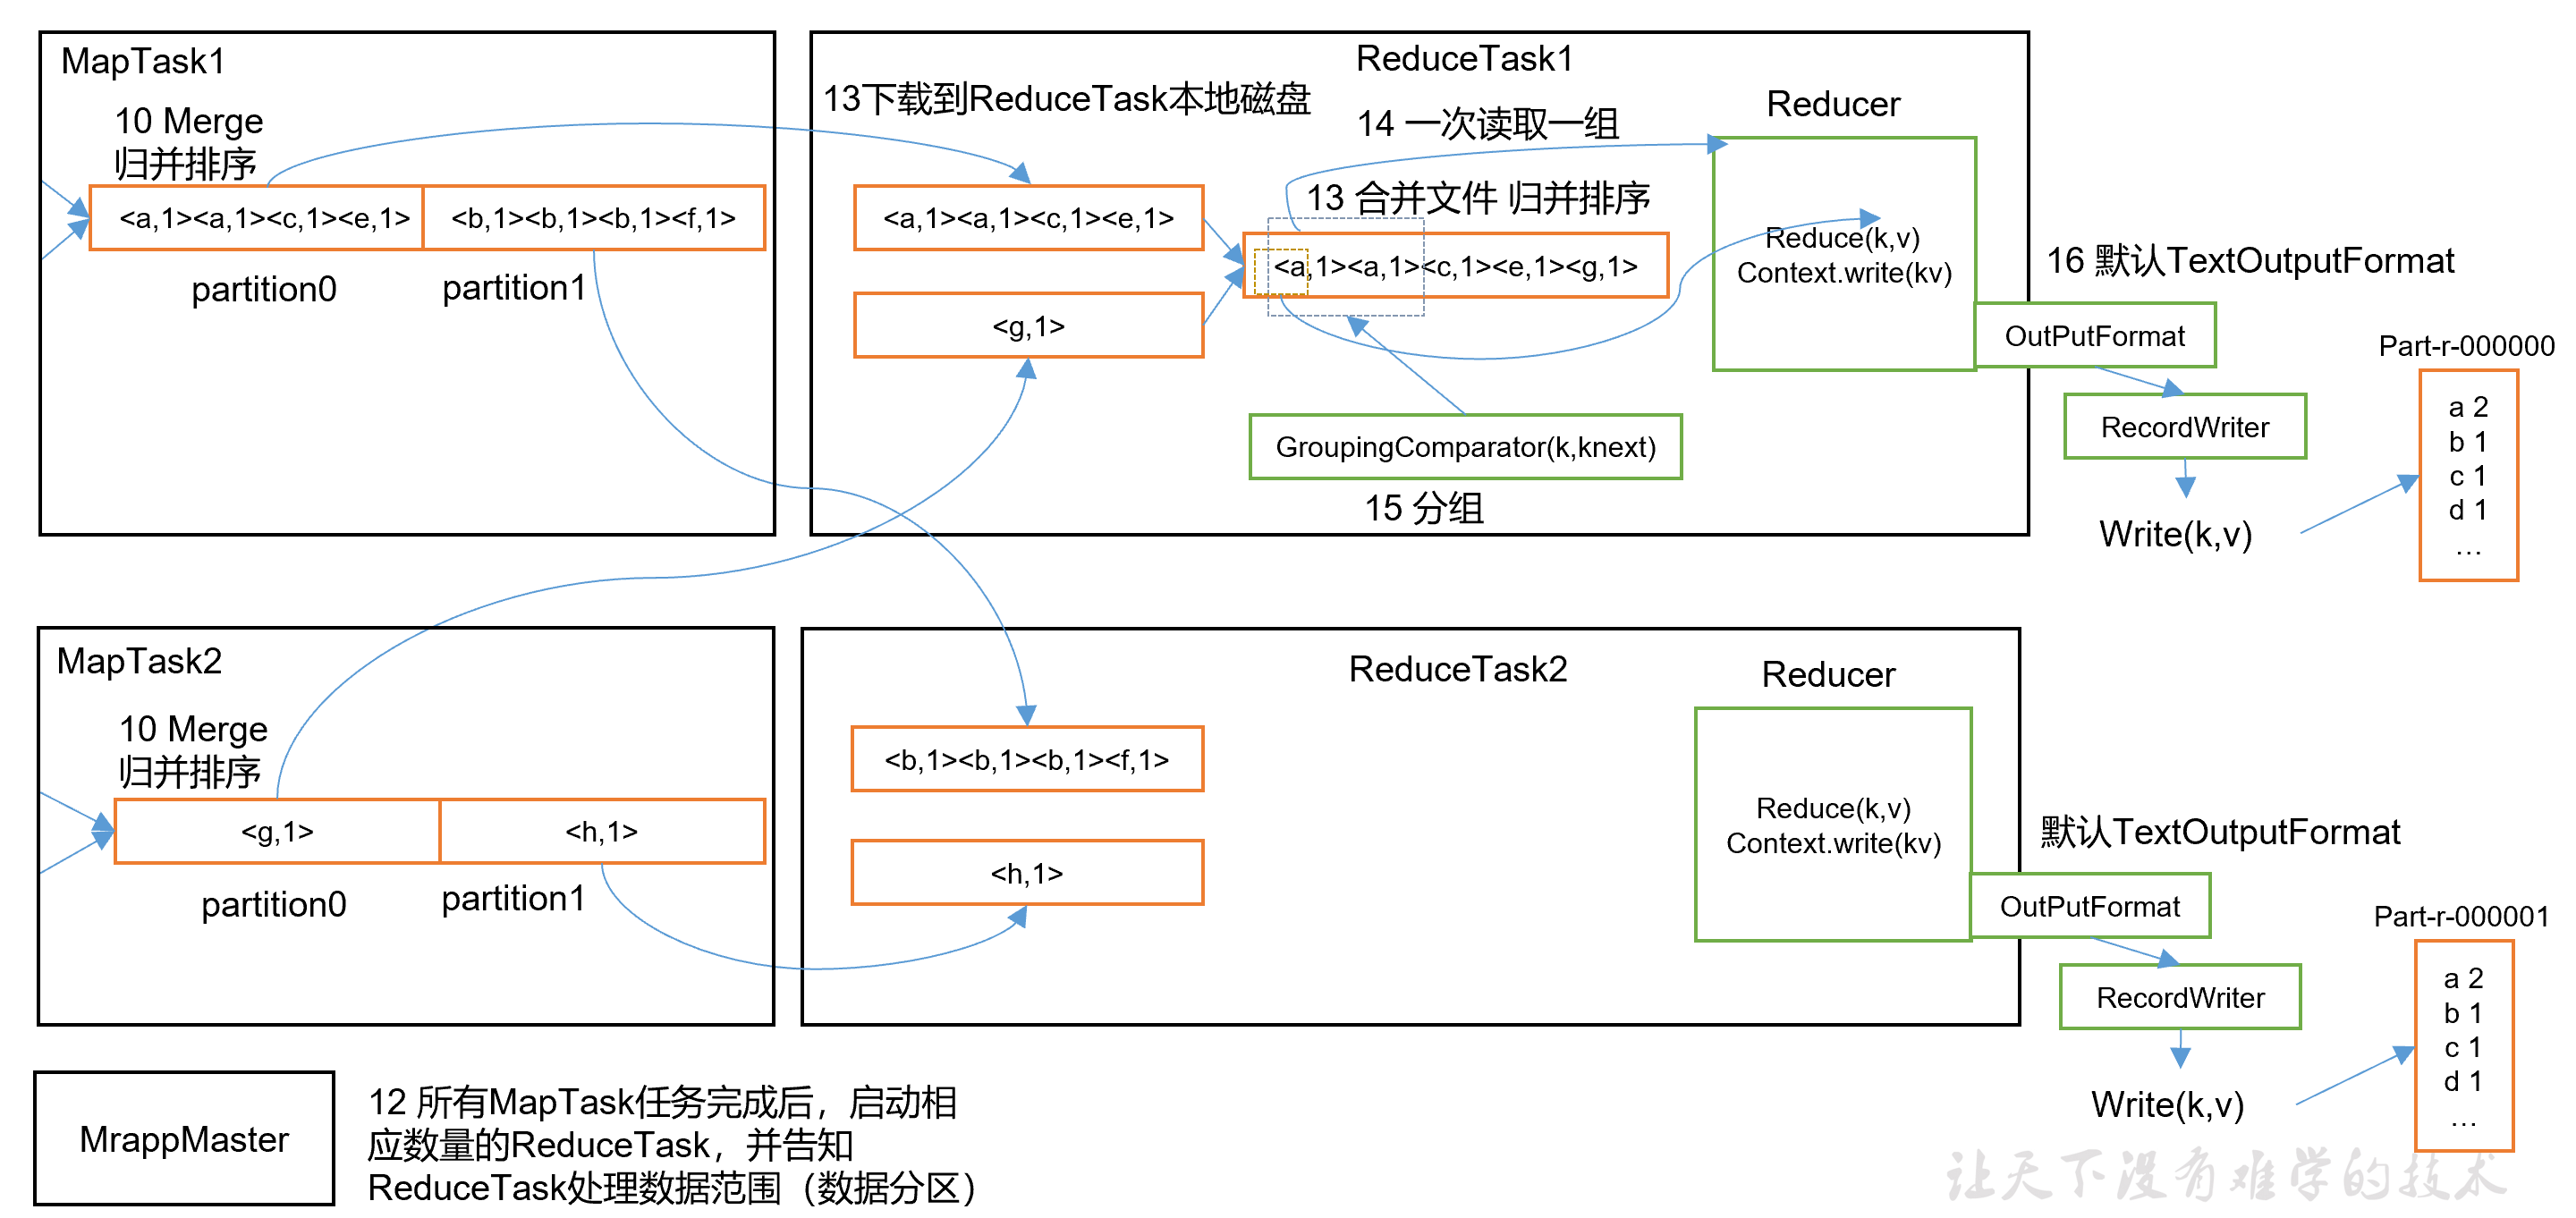 MapTask1
10 Merge
归并排序
<a,1><a,1><c,1><e,1>
<b,1><b,1><b,1><f,1>
partition0
partition1
ReduceTask1
13下载到ReduceTask本地磁盘
14 一次读取一组
Reducer
<a,1><a,1><c,1><e,1>
13 合并文件 归并排序
<a,1><a,1><c,1><e,1><g,1>
<g,1>
Reduce(k,v)
Context.write(kv)
GroupingComparator(k,knext)
15 分组
16 默认TextOutputFormat
OutPutFormat
RecordWriter
Write(k,v)
Part-r-000000
a 2
b 1
c 1
d 1
…
MapTask2
10 Merge
归并排序
<g,1>
<h,1>
partition0
partition1
ReduceTask2
Reducer
<b,1><b,1><b,1><f,1>
<h,1>
Reduce(k,v)
Context.write(kv)
默认TextOutputFormat
OutPutFormat
RecordWriter
Write(k,v)
Part-r-000001
a 2
b 1
c 1
d 1
…
MrappMaster
12 所有MapTask任务完成后，启动相
应数量的ReduceTask，并告知
ReduceTask处理数据范围（数据分区）
让天下没有难学的技术